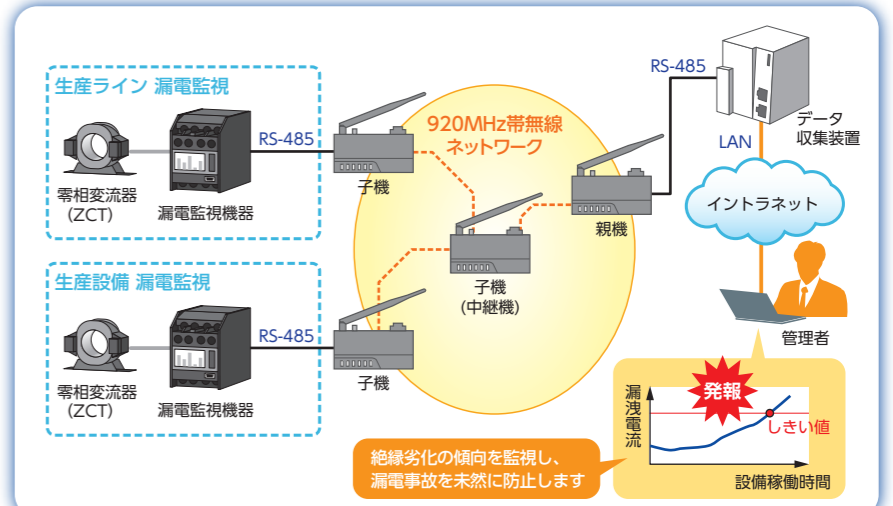 生産ライン 漏電監視
零相変流器
(ZCT)
漏電監視機器
RS-485
子機
920MHz帯無線
ネットワーク
子機
(中継機)
親機
RS-485
データ
収集装置
LAN
イントラネット
管理者
生産設備 漏電監視
零相変流器
(ZCT)
漏電監視機器
RS-485
子機
発報
漏洩電流
しきい値
設備稼働時間
絶縁劣化の傾向を監視し、
漏電事故を未然に防止します